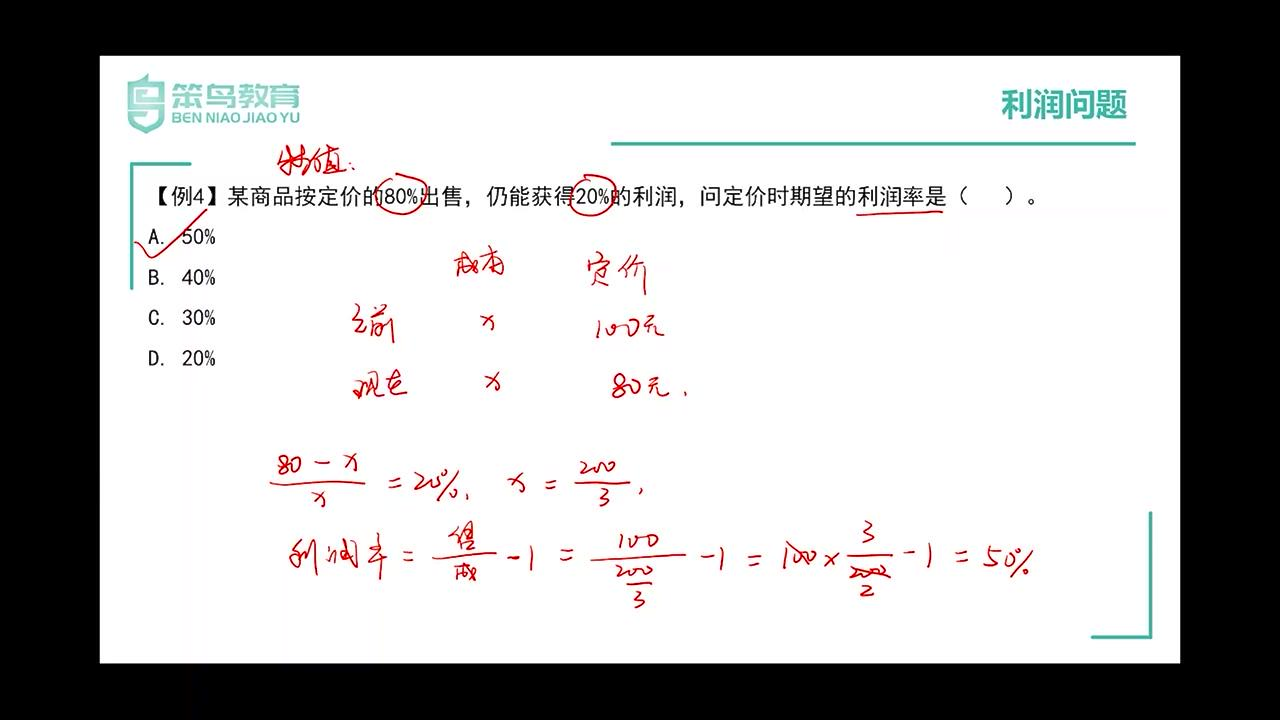 笨鸟教育
BEN NIAO JIAO YU
利润问题
特值:
【例4】某商品按定价的80%出售，仍能获得20%的利润，问定价时期望的利润率是（ ）。
A. 50%
B. 40%
C. 30%
D. 20%
成本 定价
之前 x 100元
现在 x 80元.
80 - x / x = 20%, x = 200 / 3,
利润率 = 售 / 成 - 1 = 100 / (200 / 3) - 1 = 100 × 3 / 200 2 - 1 = 50%